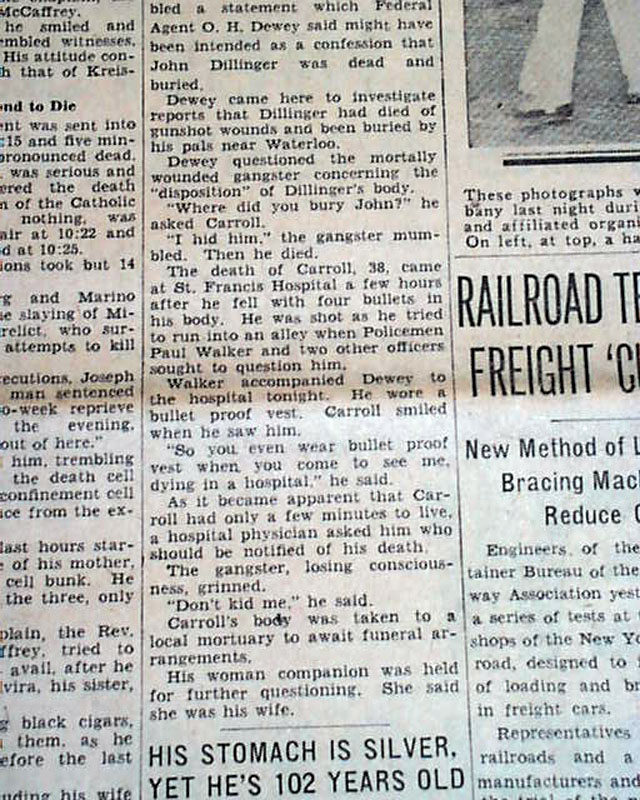 McCaffrey.
he smiled and
embled witnesses.
His attitude con-
h that of Kreis-
end to Die
ent was sent into
:15 and five min-
pronounced dead.
was serious and
ered the death
n of the Catholic
nothing, was
air at 10:22 and
d at 10:25.
ions took but 14
rg and Marino
e slaying of Mi-
relict, who sur-
attempts to kill
ecutions, Joseph
man sentenced
o-week reprieve
the evening,
out of here."
him, trembling
the death cell
confinement cell
ce from the ex-
last hours star-
e of his mother,
cell bunk. He
the three, only
plain, the Rev.
ffrey, tried to
avail, after he
lvira, his sister,
g black cigars,
them, as he
efore the last
uding his wife
bled a statement which Federal
Agent O. H. Dewey said might have
been intended as a confession that
John Dillinger was dead and
buried.
Dewey came here to investigate
reports that Dillinger had died of
gunshot wounds and been buried by
his pals near Waterloo.
Dewey questioned the mortally
wounded gangster concerning the
"disposition" of Dillinger's body.
"Where did you bury John?" he
asked Carroll.
"I hid him," the gangster mum-
bled. Then he died.
The death of Carroll, 38, came
at St. Francis Hospital a few hours
after he fell with four bullets in
his body. He was shot as he tried
to run into an alley when Policemen
Paul Walker and two other officers
sought to question him.
Walker accompanied Dewey to
the hospital tonight. He wore a
bullet proof vest. Carroll smiled
when he saw him.
"So you even wear bullet proof
vest when you come to see me,
dying in a hospital," he said.
As it became apparent that Car-
roll had only a few minutes to live,
a hospital physician asked him who
should be notified of his death.
The gangster, losing conscious-
ness, grinned.
"Don't kid me," he said.
Carroll's body was taken to a
local mortuary to await funeral ar-
rangements.
His woman companion was held
for further questioning. She said
she was his wife.
HIS STOMACH IS SILVER,
YET HE'S 102 YEARS OLD
These photographs w
bany last night duri
and affiliated organi
On left, at top, a ha
RAILROAD TE
FREIGHT 'CU
New Method of L
Bracing Mach
Reduce
Engineers of the
tainer Bureau of the
way Association yest
a series of tests at
shops of the New Yo
road, designed to
of loading and br
in freight cars.
Representatives
railroads and a
manufacturers and